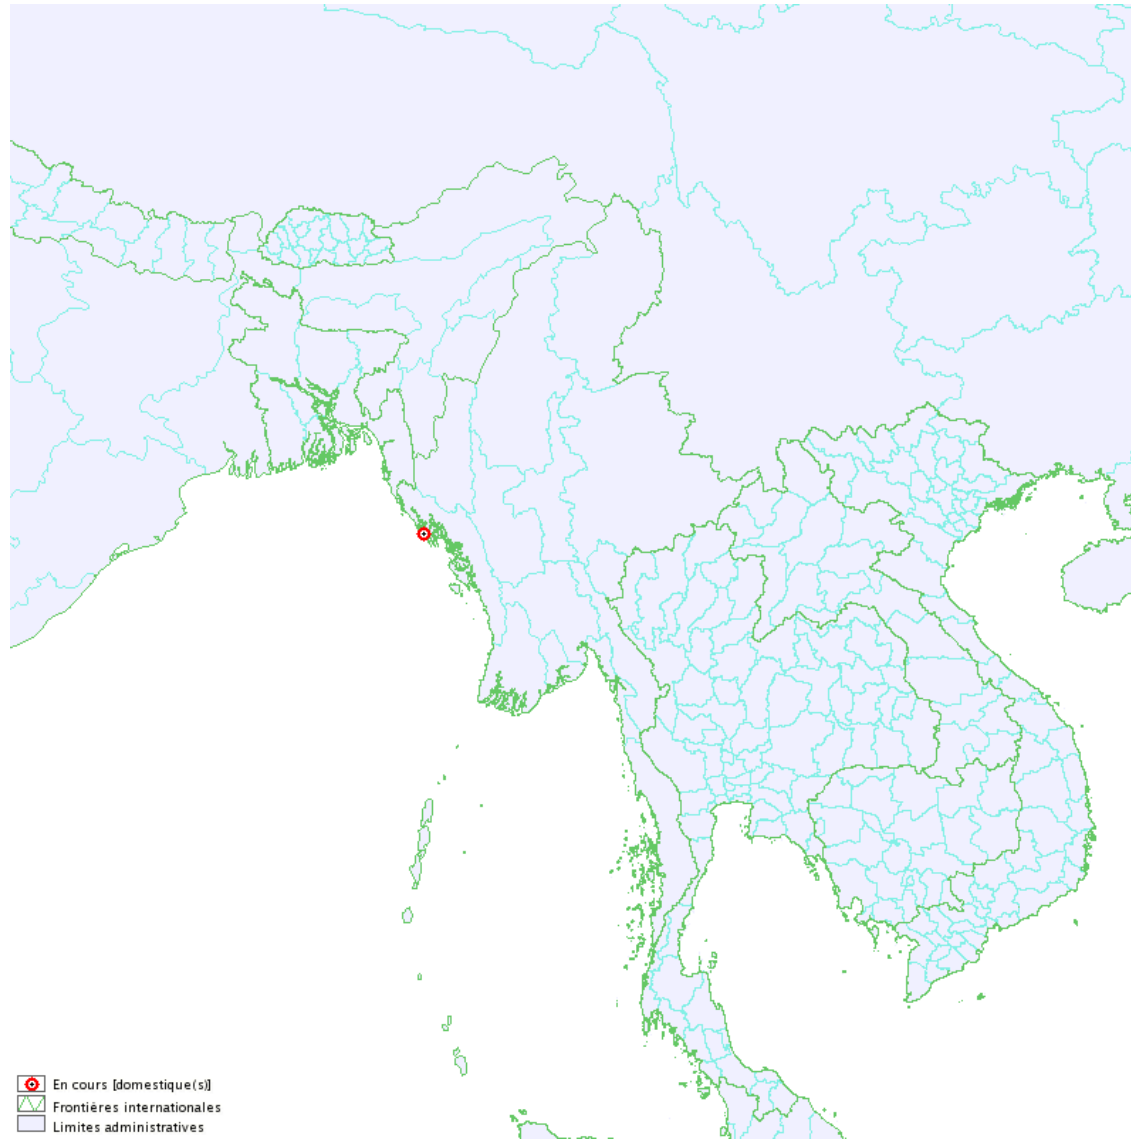 En cours [domestique(s)]
Frontières internationales
Limites administratives